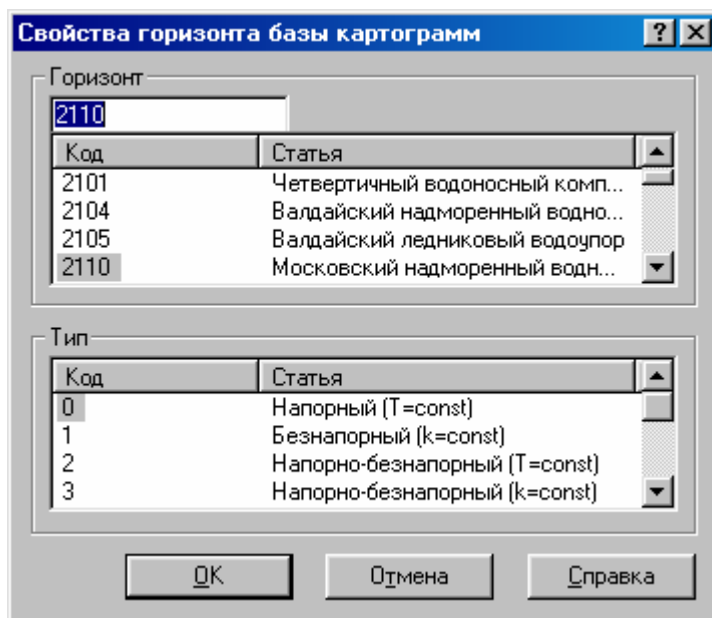 Свойства горизонта базы картограмм
Горизонт
2110
Код Статья
2101 Четвертичный водоносный комп...
2104 Валдайский надморенный водно...
2105 Валдайский ледниковый водоупор
2110 Московский надморенный водн...
Тип
Код Статья
0 Напорный (T=const)
1 Безнапорный (k=const)
2 Напорно-безнапорный (T=const)
3 Напорно-безнапорный (k=const)
OK Отмена Справка